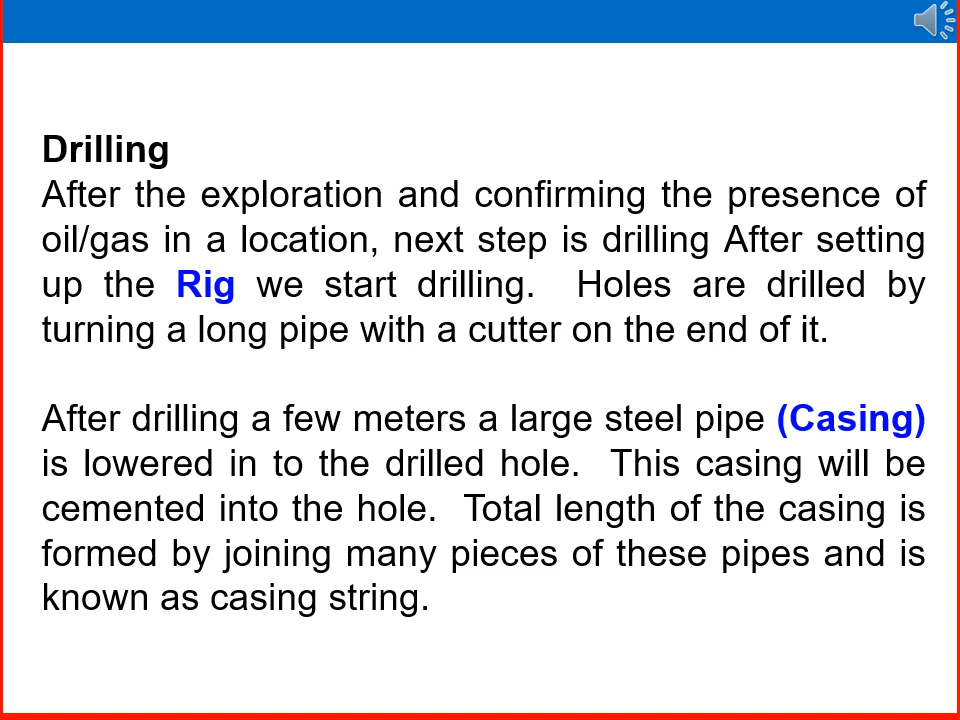 Drilling
After the exploration and confirming the presence of
oil/gas in a location, next step is drilling After setting
up the Rig we start drilling.  Holes are drilled by
turning a long pipe with a cutter on the end of it.
After drilling a few meters a large steel pipe (Casing)
is lowered in to the drilled hole.  This casing will be
cemented into the hole.  Total length of the casing is
formed by joining many pieces of these pipes and is
known as casing string.